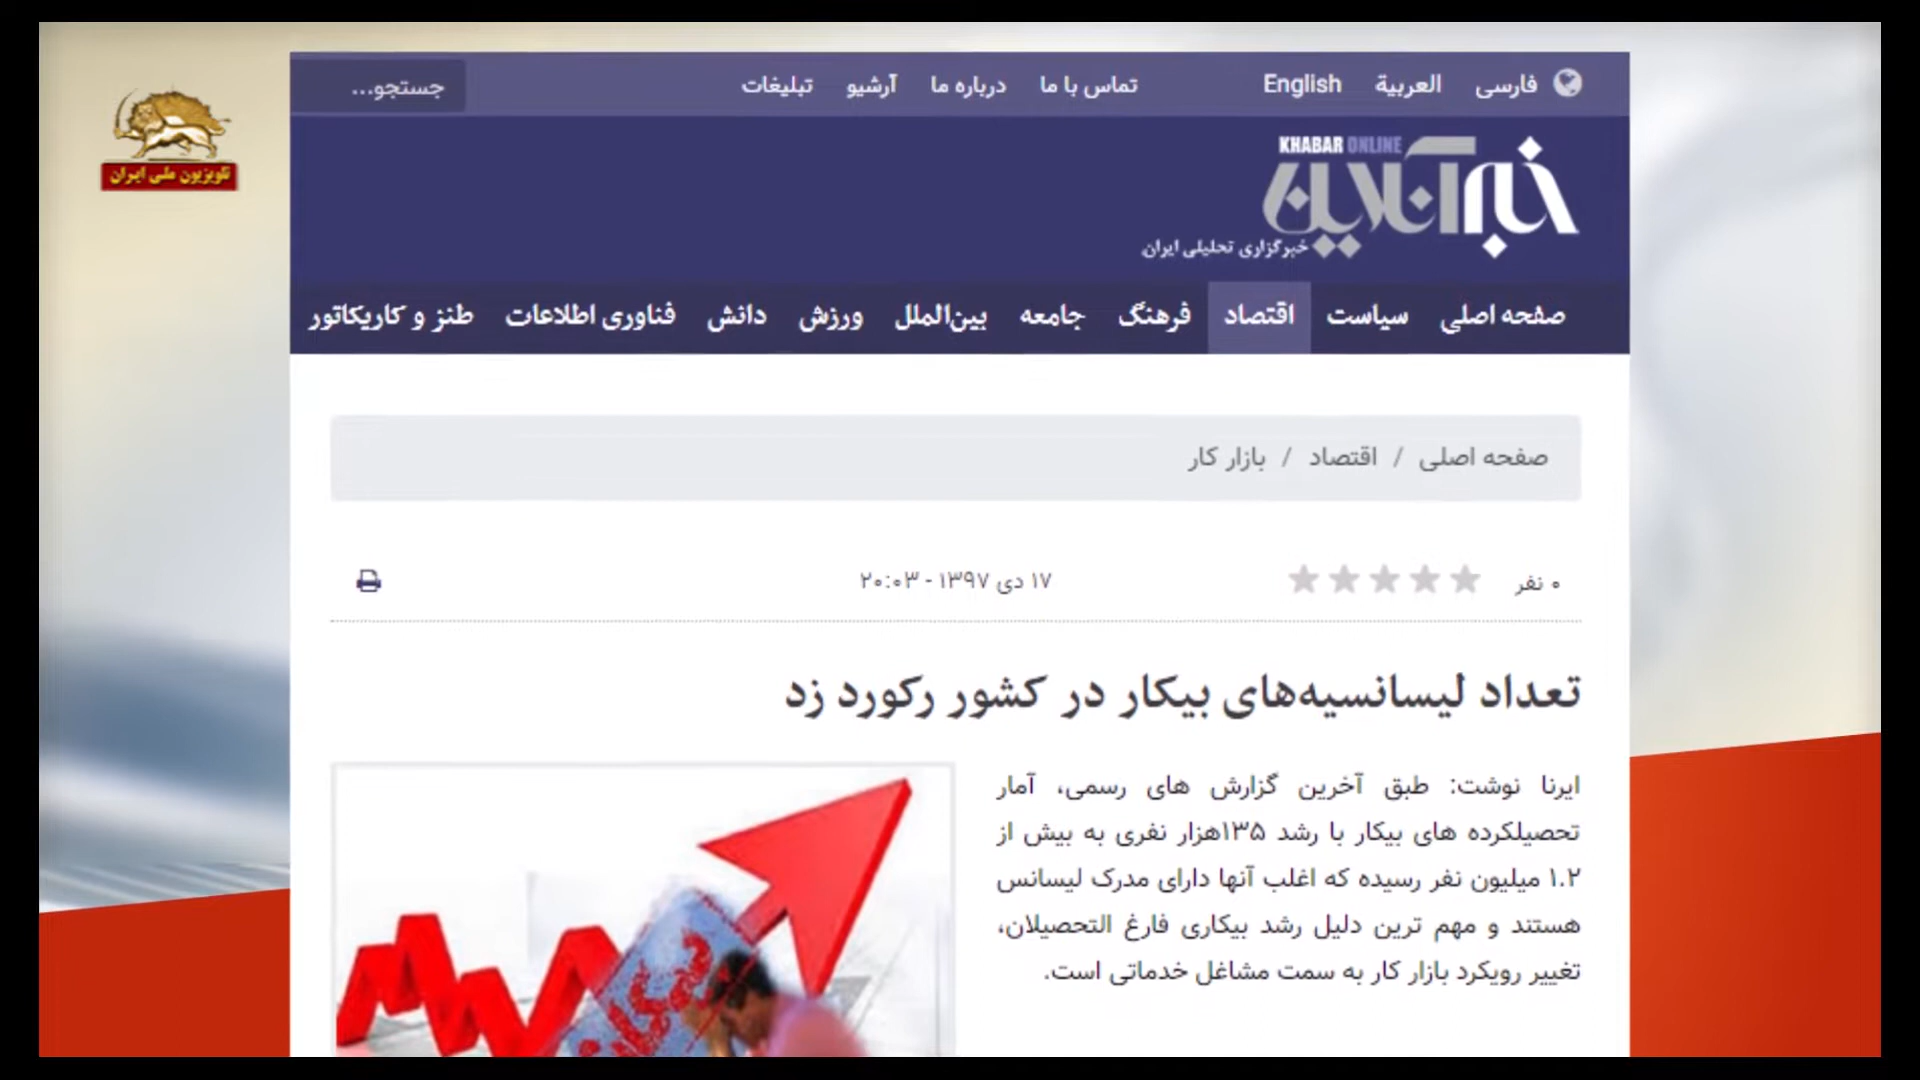 فارسی العربية English تماس با ما درباره ما آرشیو تبلیغات جستجو...
تلویزیون ملی ایران
KHABAR ONLINE
خبرآنلاین
خبرگزاری تحلیلی ایران
صفحه اصلی سیاست اقتصاد فرهنگ جامعه بین‌الملل ورزش دانش فناوری اطلاعات طنز و کاریکاتور
صفحه اصلی / اقتصاد / بازار کار
۰ نفر ۱۷ دی ۱۳۹۷ - ۲۰:۰۳
تعداد لیسانسیه‌های بیکار در کشور رکورد زد
ایرنا نوشت: طبق آخرین گزارش های رسمی، آمار
تحصیلکرده های بیکار با رشد ۱۳۵هزار نفری به بیش از
۱.۲ میلیون نفر رسیده که اغلب آنها دارای مدرک لیسانس
هستند و مهم ترین دلیل رشد بیکاری فارغ التحصیلان،
تغییر رویکرد بازار کار به سمت مشاغل خدماتی است.